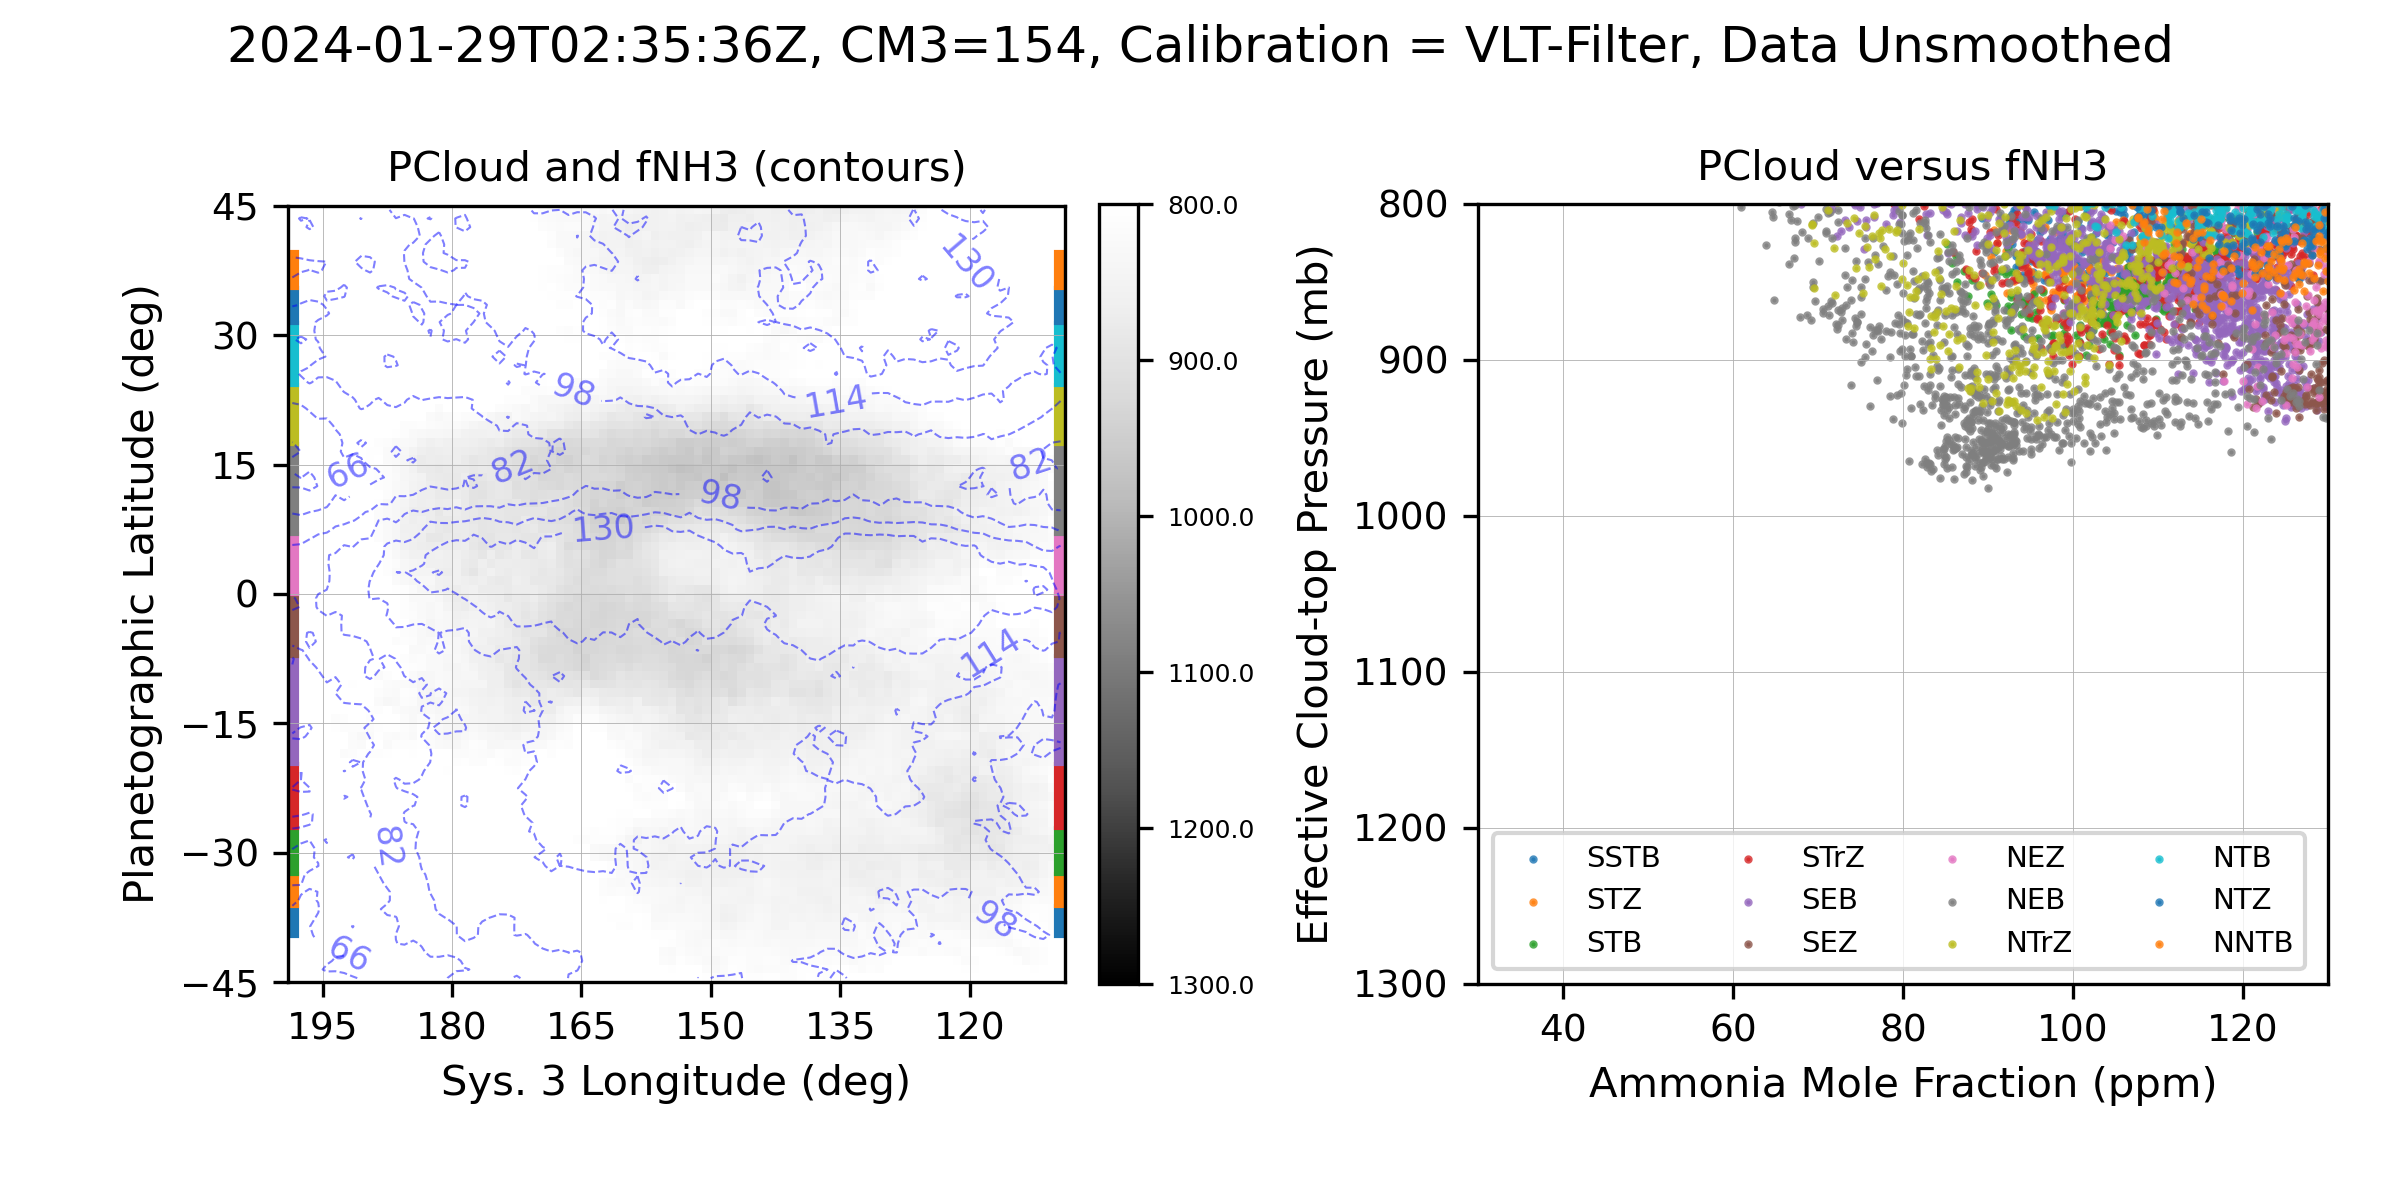 2024-01-29T02:35:36Z, CM3=154, Calibration = VLT-Filter, Data Unsmoothed
PCloud and fNH3 (contours)
45
30
15
0
−15
−30
−45
Planetographic Latitude (deg)
195 180 165 150 135 120
Sys. 3 Longitude (deg)
130
98
114
66
82
82
98
130
114
82
66
98
800.0
900.0
1000.0
1100.0
1200.0
1300.0
PCloud versus fNH3
800
900
1000
1100
1200
1300
Effective Cloud-top Pressure (mb)
SSTB STrZ NEZ NTB
STZ SEB NEB NTZ
STB SEZ NTrZ NNTB
40 60 80 100 120
Ammonia Mole Fraction (ppm)